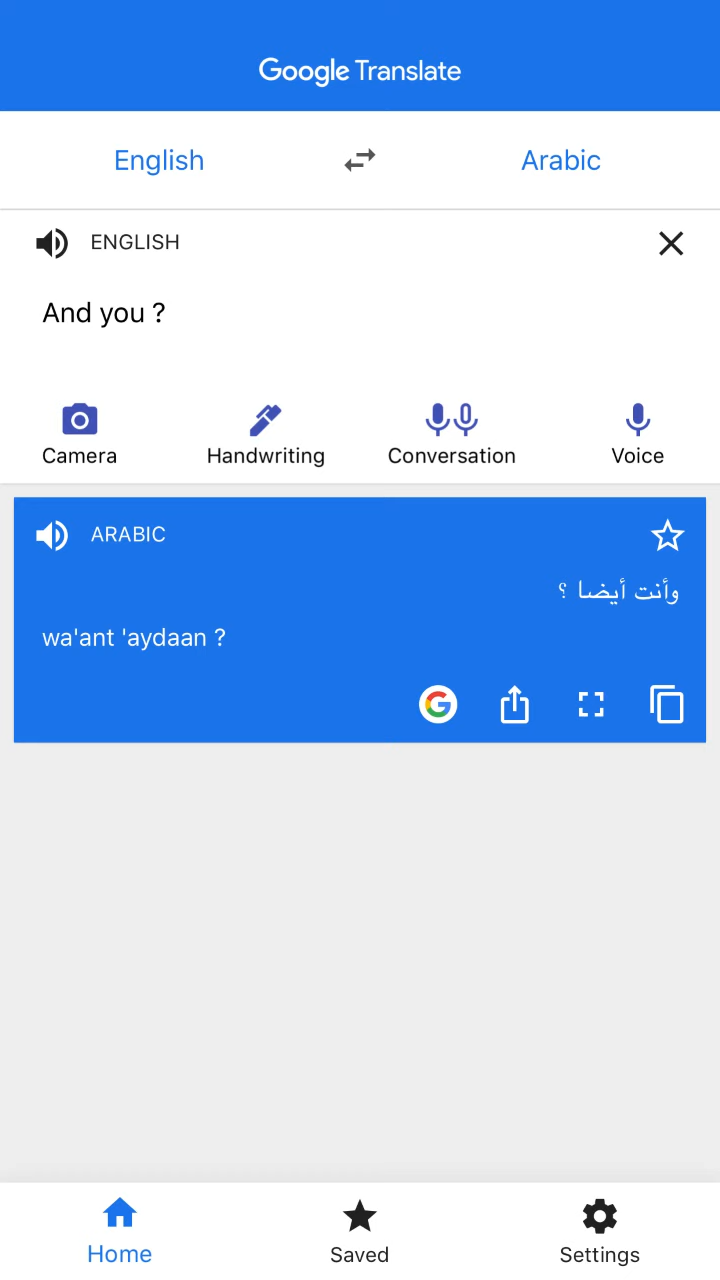 Google Translate
English
Arabic
ENGLISH
And you ?
Camera
Handwriting
Conversation
Voice
ARABIC
وأنت أيضا ؟
wa'ant 'aydaan ?
G
Home
Saved
Settings